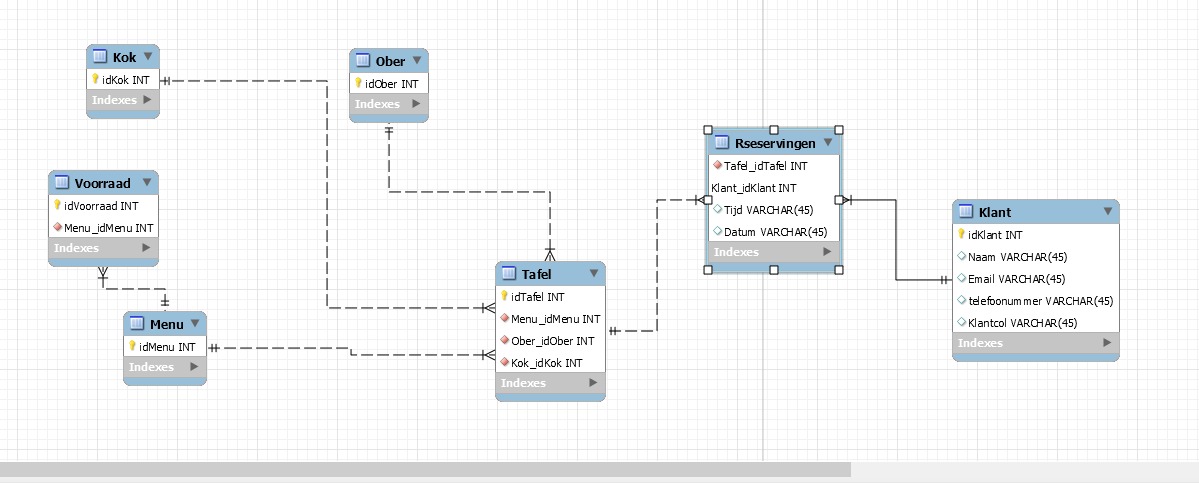 Kok
idKok INT
Indexes
Ober
idOber INT
Indexes
Voorraad
idVoorraad INT
Menu_idMenu INT
Indexes
Menu
idMenu INT
Indexes
Tafel
idTafel INT
Menu_idMenu INT
Ober_idOber INT
Kok_idKok INT
Indexes
Rseservingen
Tafel_idTafel INT
Klant_idKlant INT
Tijd VARCHAR(45)
Datum VARCHAR(45)
Indexes
Klant
idKlant INT
Naam VARCHAR(45)
Email VARCHAR(45)
telefoonummer VARCHAR(45)
Klantcol VARCHAR(45)
Indexes